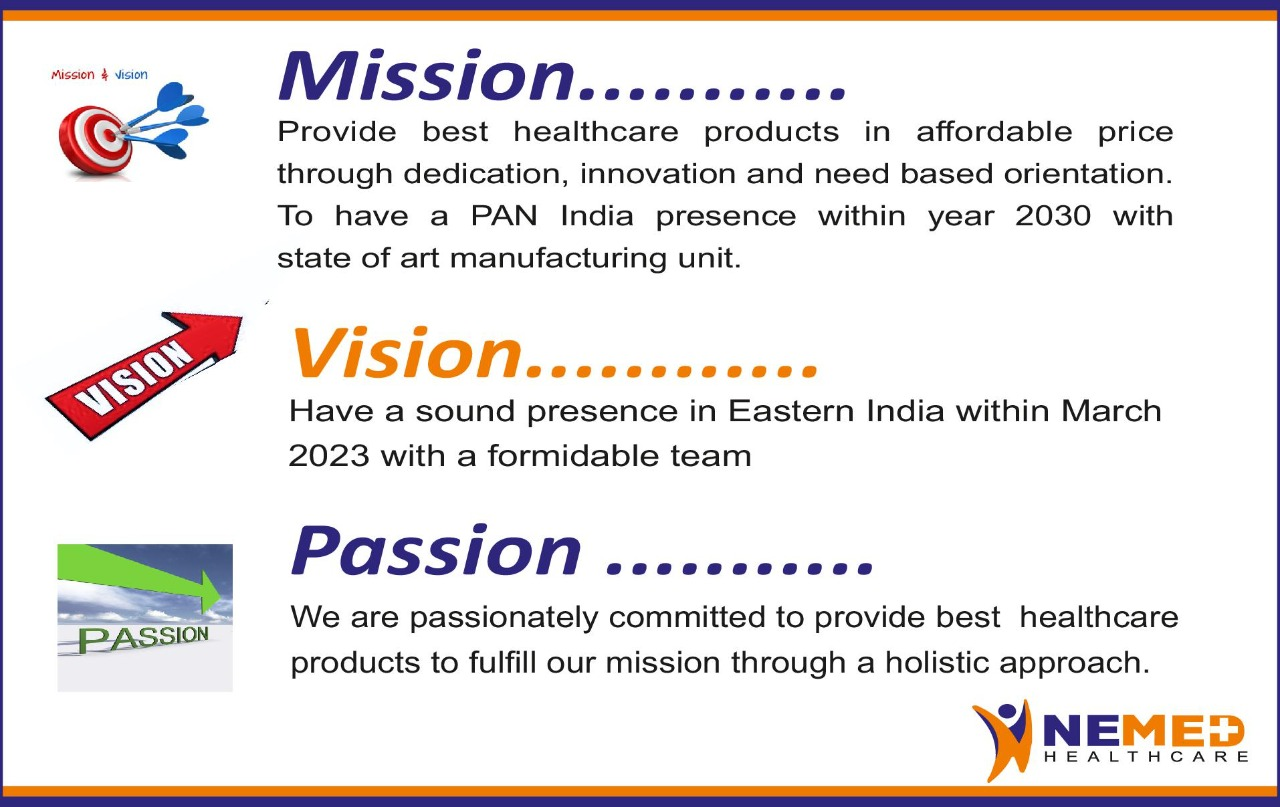 Mission & Vision
Mission...........
Provide best healthcare products in affordable price
through dedication, innovation and need based orientation.
To have a PAN India presence within year 2030 with
state of art manufacturing unit.
VISION
Vision............
Have a sound presence in Eastern India within March
2023 with a formidable team
Passion ...........
PASSION
We are passionately committed to provide best healthcare
products to fulfill our mission through a holistic approach.
NEMED
HEALTHCARE